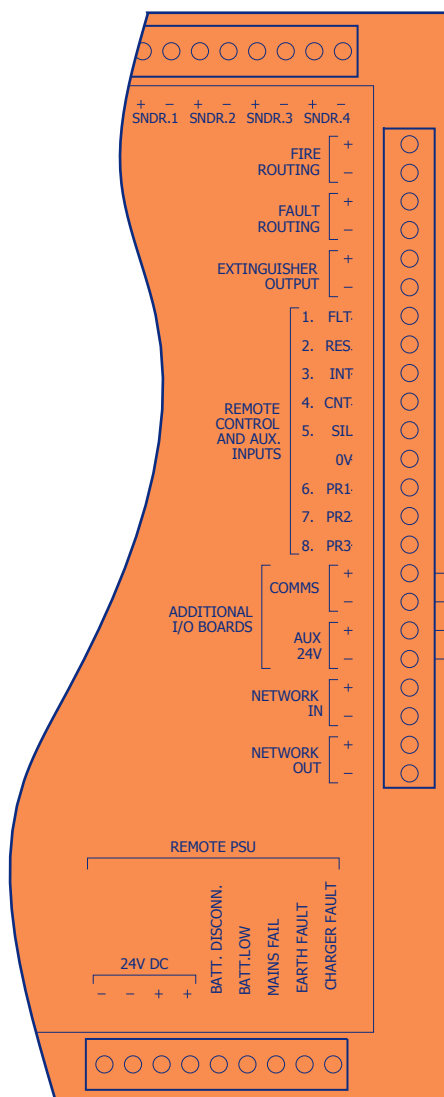 + − + − + − + −
SNDR.1 SNDR.2 SNDR.3 SNDR.4
FIRE +
ROUTING −
FAULT +
ROUTING −
EXTINGUISHER +
OUTPUT −
1. FLT
2. RES
3. INT
4. CNT
5. SIL
0V
6. PR1
7. PR2
8. PR3
REMOTE
CONTROL
AND AUX.
INPUTS
ADDITIONAL
I/O BOARDS
COMMS +
−
AUX +
24V −
NETWORK +
IN −
NETWORK +
OUT −
REMOTE PSU
24V DC
− − + +
BATT. DISCONN.
BATT.LOW
MAINS FAIL
EARTH FAULT
CHARGER FAULT